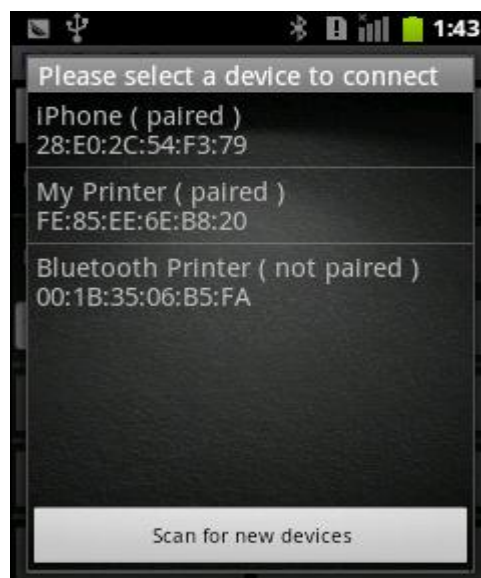 1:43
Please select a device to connect
iPhone ( paired )
28:E0:2C:54:F3:79
My Printer ( paired )
FE:85:EE:6E:B8:20
Bluetooth Printer ( not paired )
00:1B:35:06:B5:FA
Scan for new devices